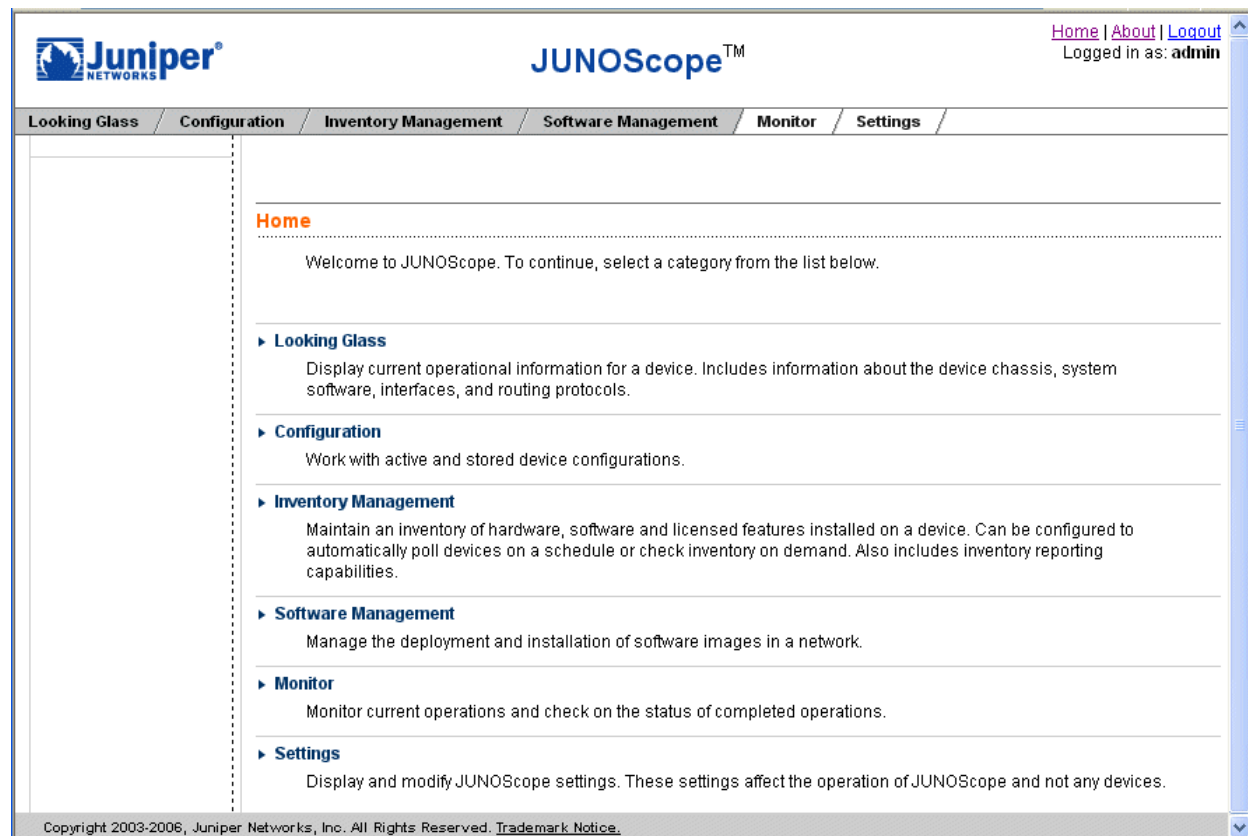 Juniper®
NETWORKS
JUNOScope™
Home | About | Logout
Logged in as: admin
Looking Glass / Configuration / Inventory Management / Software Management / Monitor / Settings /
Home
Welcome to JUNOScope. To continue, select a category from the list below.
Looking Glass
Display current operational information for a device. Includes information about the device chassis, system
software, interfaces, and routing protocols.
Configuration
Work with active and stored device configurations.
Inventory Management
Maintain an inventory of hardware, software and licensed features installed on a device. Can be configured to
automatically poll devices on a schedule or check inventory on demand. Also includes inventory reporting
capabilities.
Software Management
Manage the deployment and installation of software images in a network.
Monitor
Monitor current operations and check on the status of completed operations.
Settings
Display and modify JUNOScope settings. These settings affect the operation of JUNOScope and not any devices.
Copyright 2003-2006, Juniper Networks, Inc. All Rights Reserved. Trademark Notice.